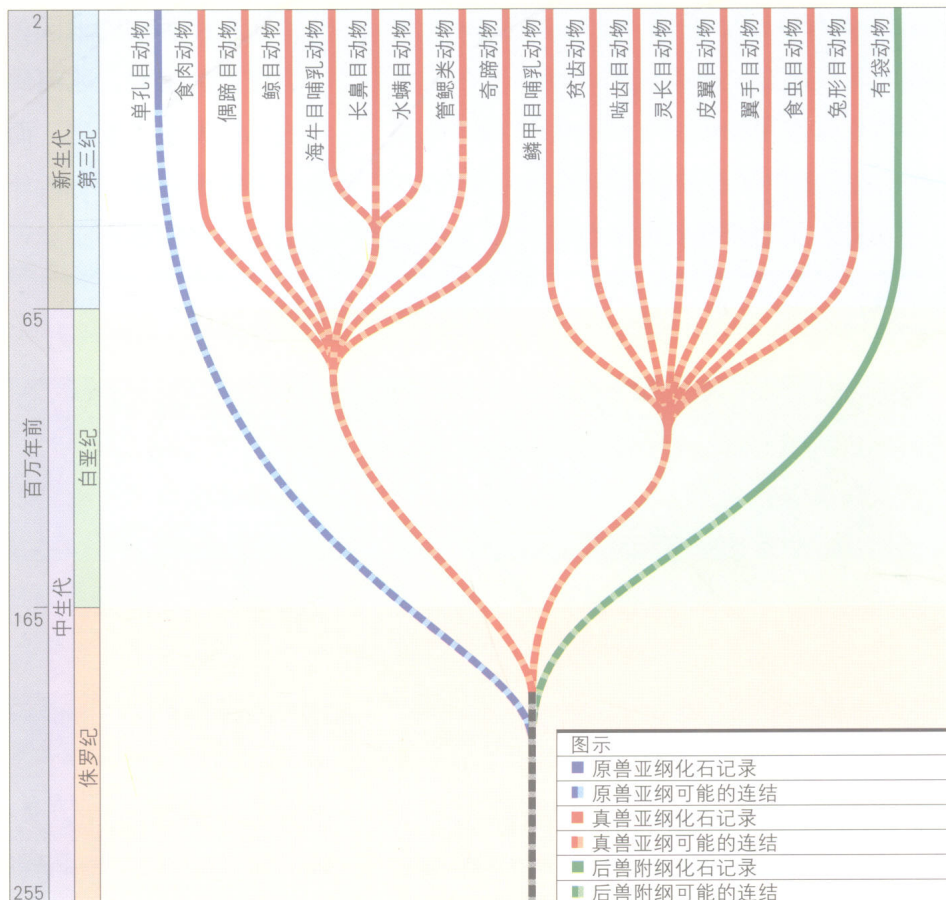 2
65
165
255
百万年前
新生代
中生代
第三纪
白垩纪
侏罗纪
单孔目动物
食肉动物
偶蹄目动物
鲸目动物
海牛目哺乳动物
长鼻目动物
水螨目动物
管鳃类动物
奇蹄目动物
鳞甲目哺乳动物
贫齿目动物
啮齿目动物
灵长目动物
皮翼目动物
翼手目动物
食虫目动物
兔形目动物
有袋动物
图示
原兽亚纲化石记录
原兽亚纲可能的连结
真兽亚纲化石记录
真兽亚纲可能的连结
后兽附纲化石记录
后兽附纲可能的连结